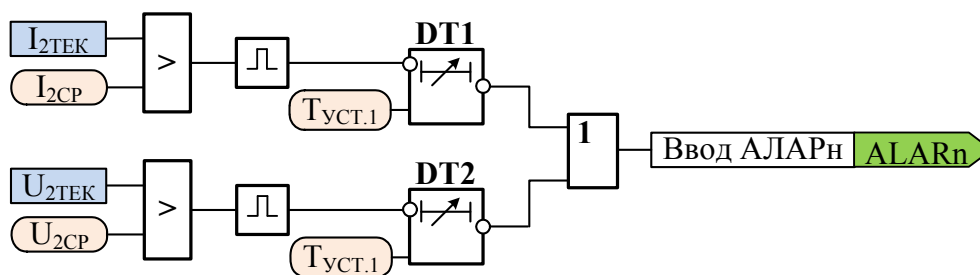 I2ТЕК
I2СР
>
DT1
TУСТ.1
1
Ввод АЛАРн
ALARn
U2ТЕК
U2СР
>
DT2
TУСТ.1